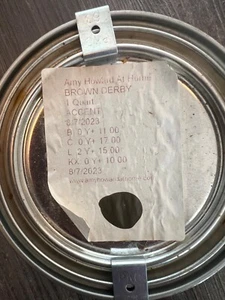 Amy Howard At Home
BROWN DERBY
1 Quart
ACCENT
8/7/2023
B: 0 Y+ 11.00
C: 0 Y+ 17.00
L: 2 Y+ 15.00
KX: 0 Y+ 10.00
8/7/2023